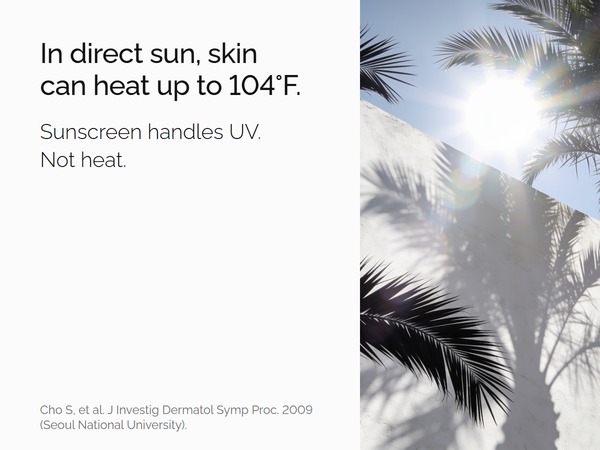 In direct sun, skin
can heat up to 104°F.
Sunscreen handles UV.
Not heat.
Cho S, et al. J Investig Dermatol Symp Proc. 2009
(Seoul National University).